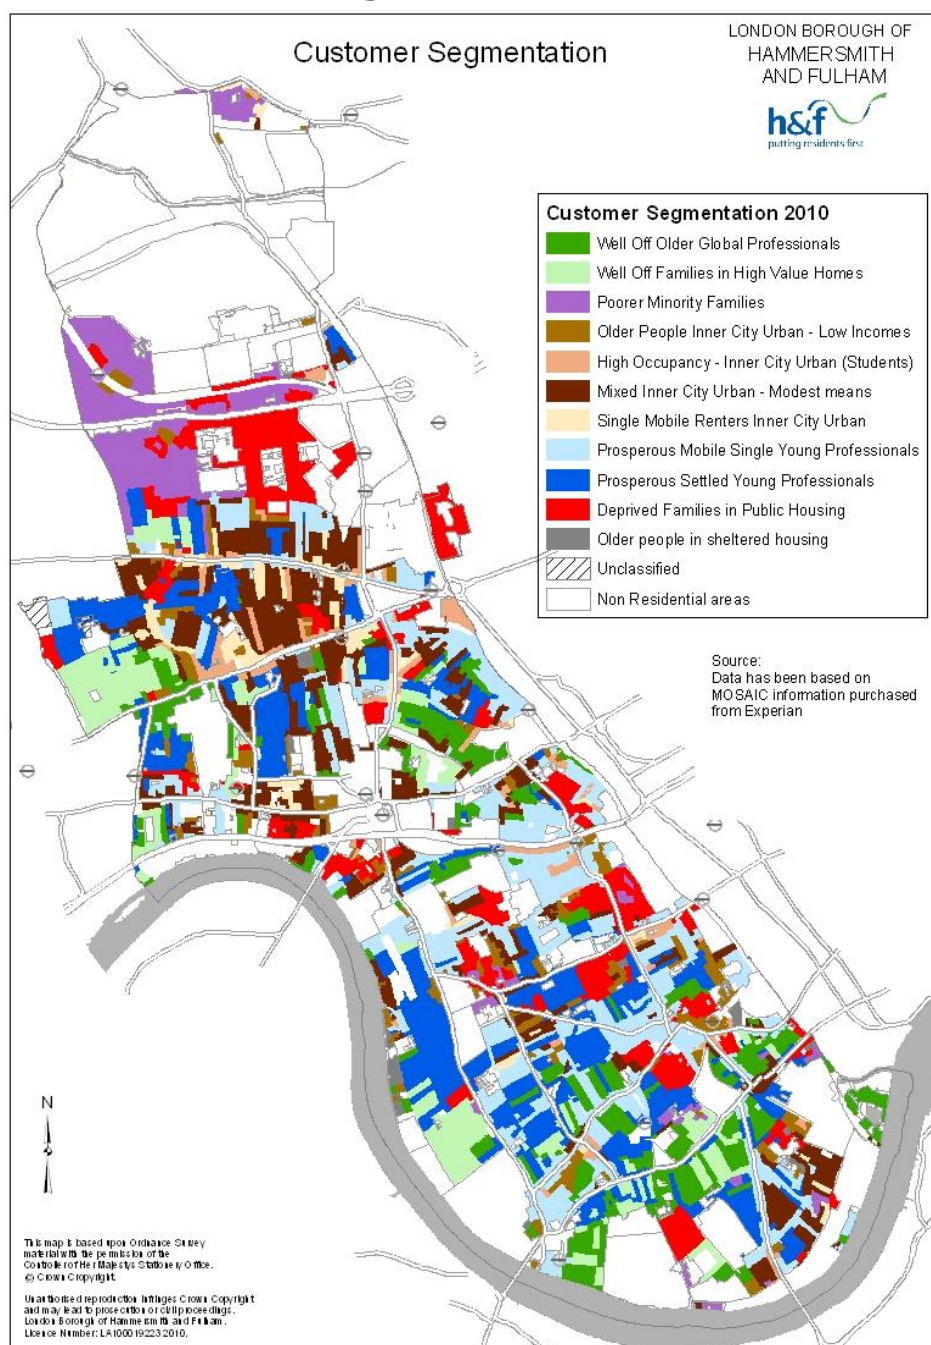 Customer Segmentation
LONDON BOROUGH OF
HAMMERSMITH
AND FULHAM
h&f
putting residents first
Customer Segmentation 2010
Well Off Older Global Professionals
Well Off Families in High Value Homes
Poorer Minority Families
Older People Inner City Urban - Low Incomes
High Occupancy - Inner City Urban (Students)
Mixed Inner City Urban - Modest means
Single Mobile Renters Inner City Urban
Prosperous Mobile Single Young Professionals
Prosperous Settled Young Professionals
Deprived Families in Public Housing
Older people in sheltered housing
Unclassified
Non Residential areas
Source:
Data has been based on
MOSAIC information purchased
from Experian
N
This map is based upon Ordnance Survey
material with the permission of the
Controller of Her Majestys Stationery Office.
© Crown Copyright.
Unauthorised reproduction infringes Crown Copyright
and may lead to prosecution or civil proceedings.
London Borough of Hammersmith and Fulham.
Licence Number: LA100019223 2010.